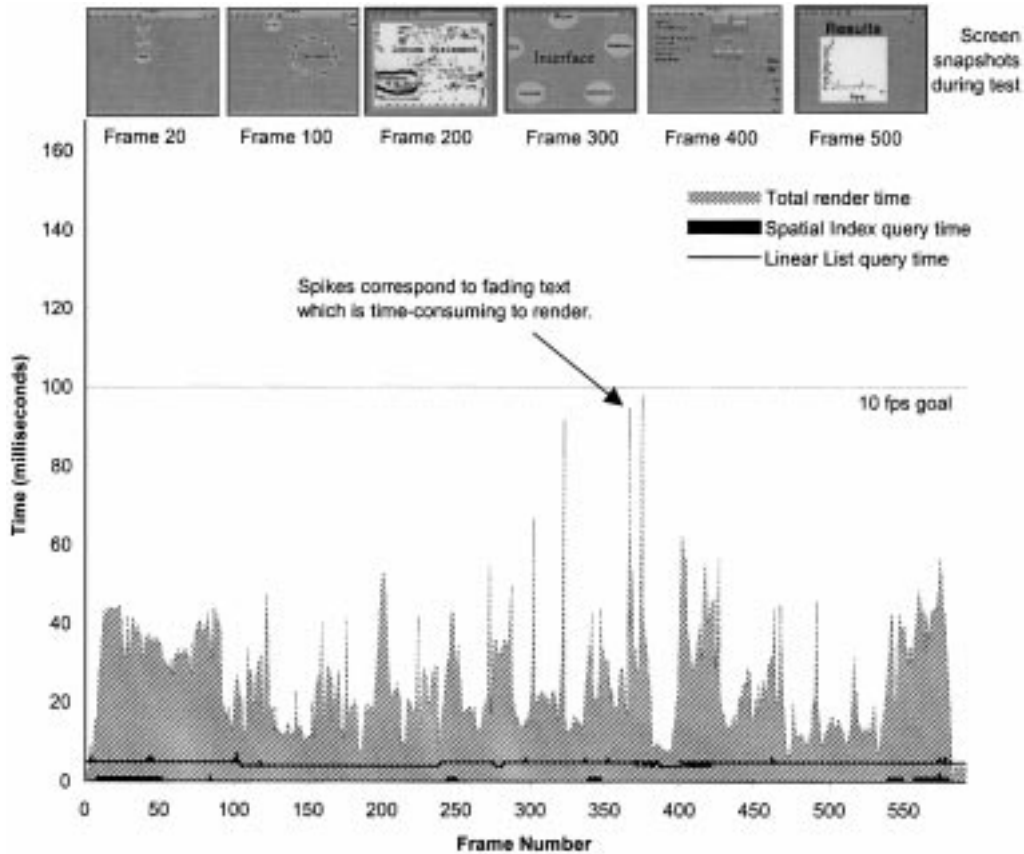 Results
Interface
Screen
snapshots
during test
Frame 20
Frame 100
Frame 200
Frame 300
Frame 400
Frame 500
160
140
120
100
80
60
40
20
0
Time (milliseconds)
Total render time
Spatial Index query time
Linear List query time
Spikes correspond to fading text
which is time-consuming to render.
10 fps goal
0
50
100
150
200
250
300
350
400
450
500
550
Frame Number